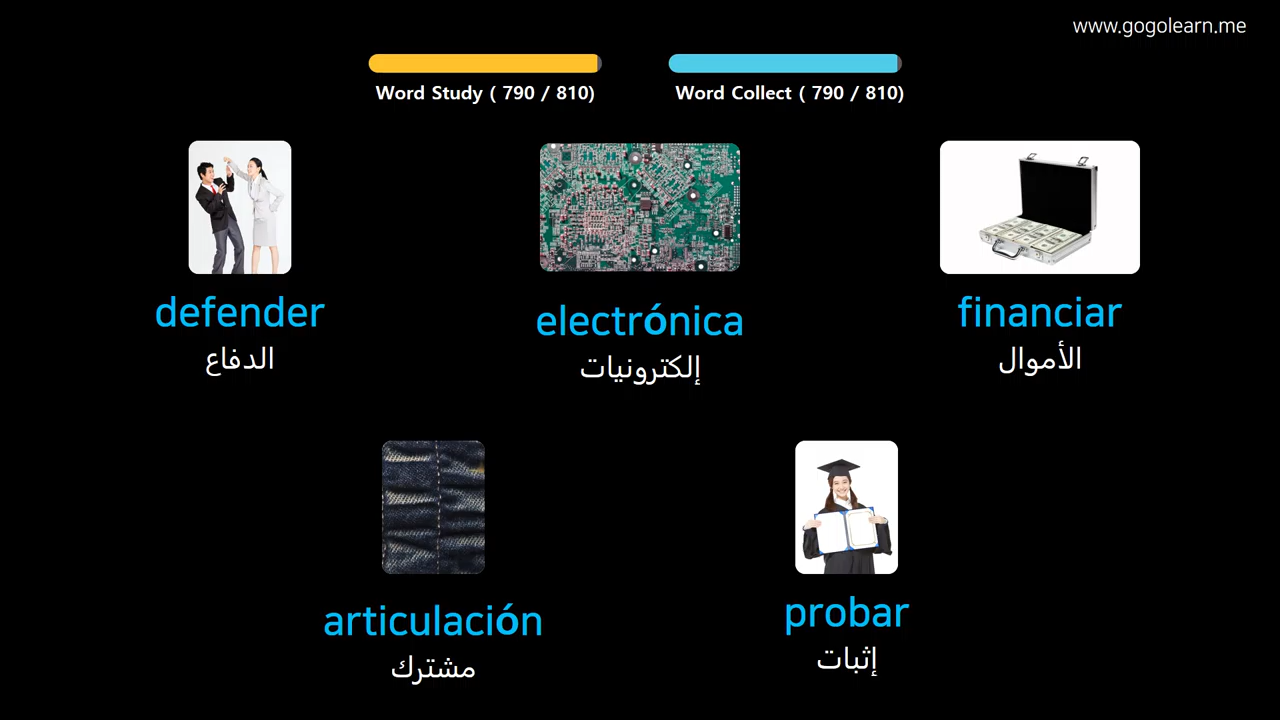 www.gogolearn.me
Word Study ( 790 / 810)
Word Collect ( 790 / 810)
defender
الدفاع
electrónica
إلكترونيات
financiar
الأموال
articulación
مشترك
probar
إثبات